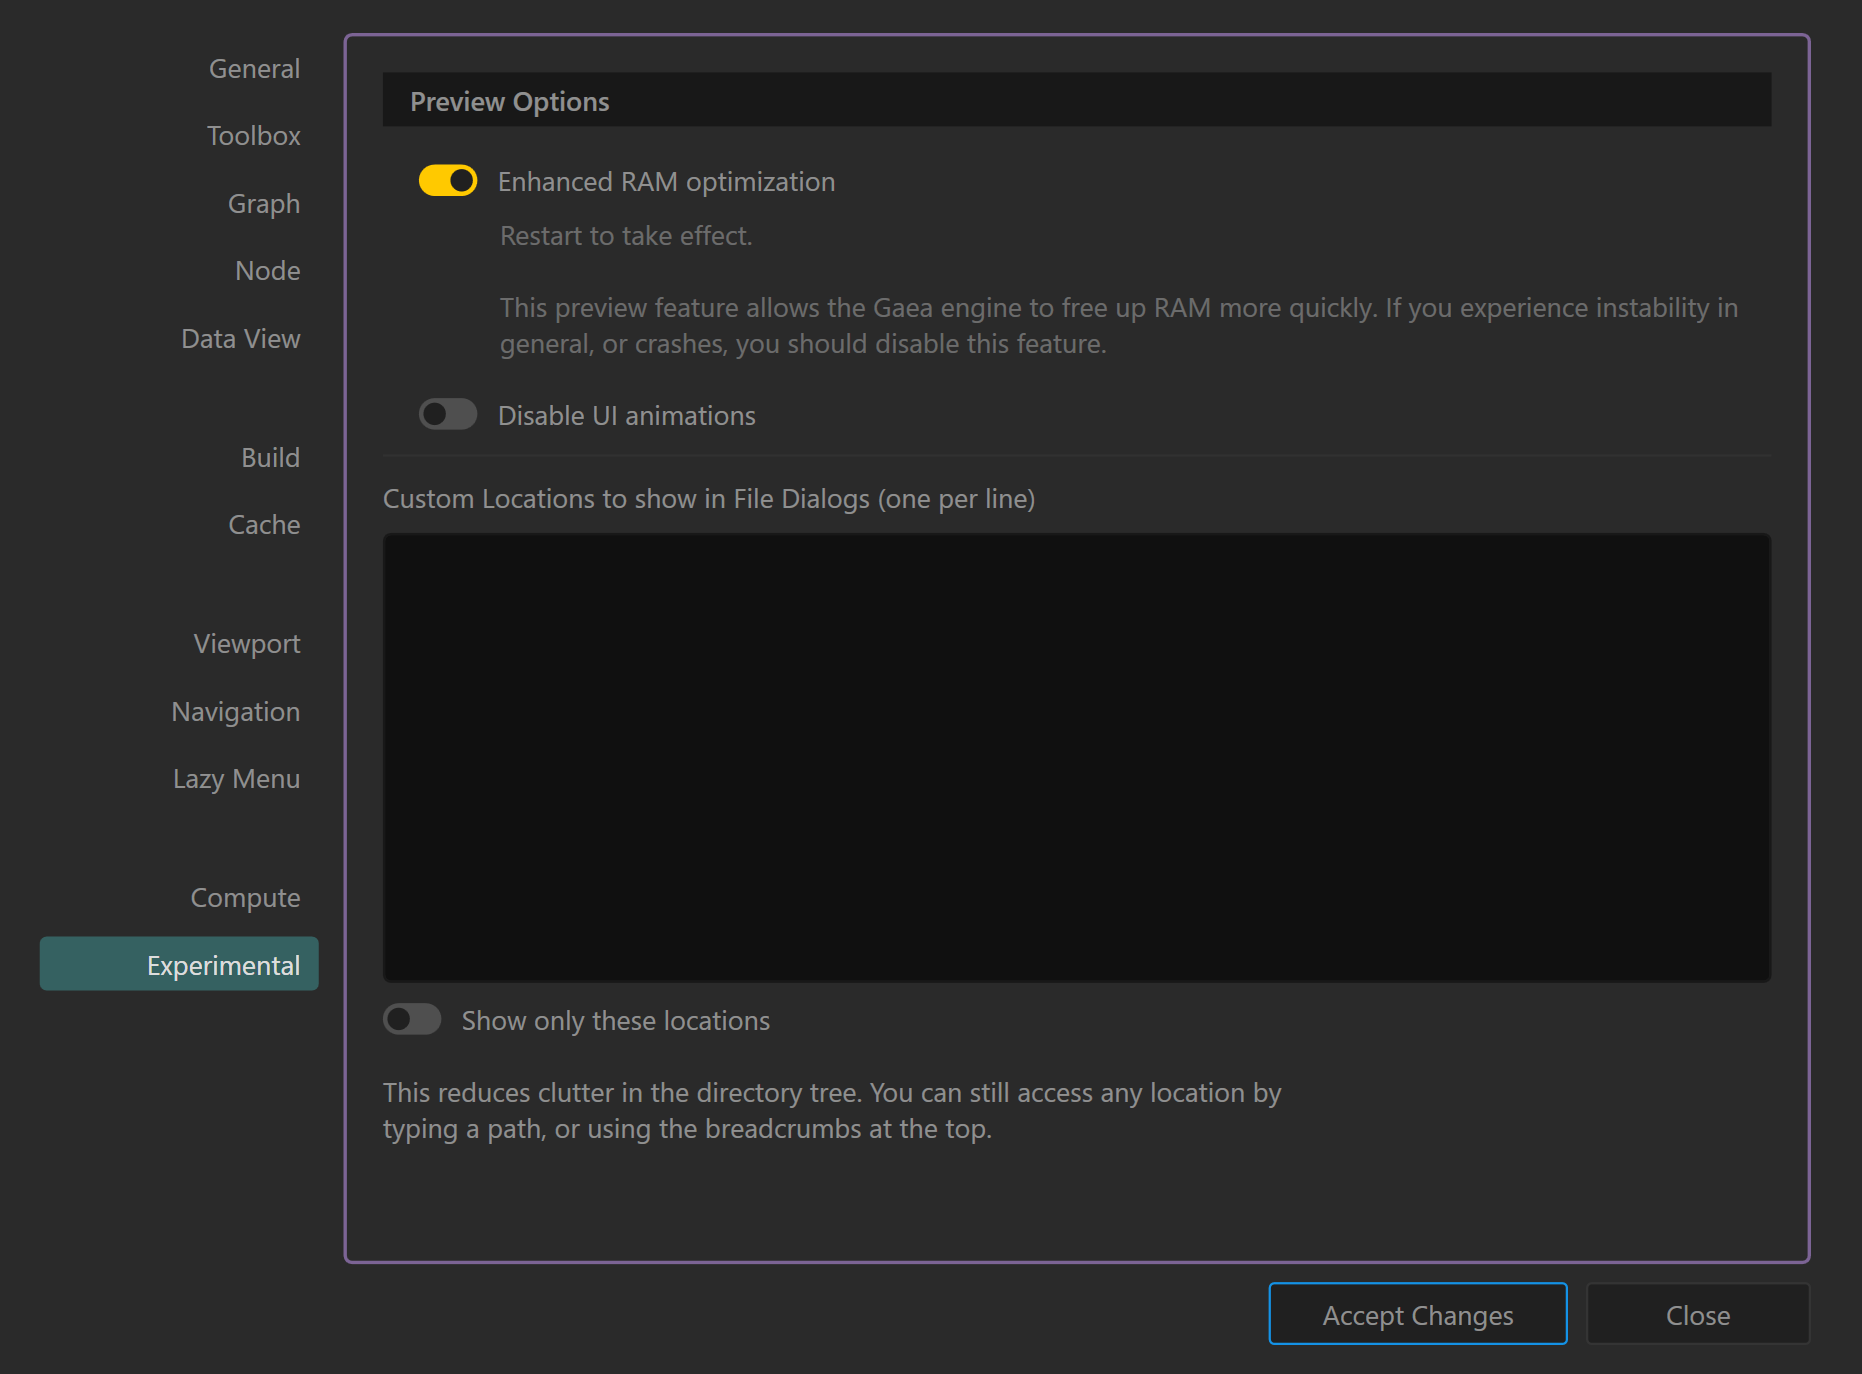 General
Toolbox
Graph
Node
Data View
Build
Cache
Viewport
Navigation
Lazy Menu
Compute
Experimental
Preview Options
Enhanced RAM optimization
Restart to take effect.
This preview feature allows the Gaea engine to free up RAM more quickly. If you experience instability in
general, or crashes, you should disable this feature.
Disable UI animations
Custom Locations to show in File Dialogs (one per line)
Show only these locations
This reduces clutter in the directory tree. You can still access any location by
typing a path, or using the breadcrumbs at the top.
Accept Changes
Close